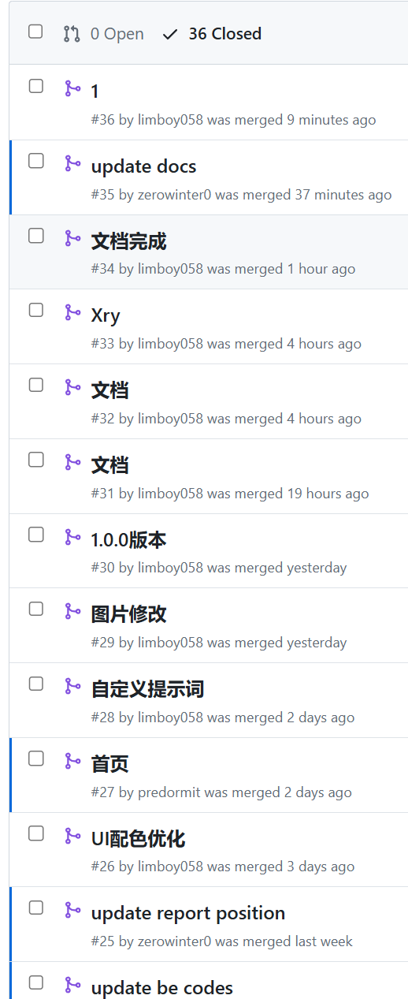 0 Open 36 Closed
1
#36 by limboy058 was merged 9 minutes ago
update docs
#35 by zerowinter0 was merged 37 minutes ago
文档完成
#34 by limboy058 was merged 1 hour ago
Xry
#33 by limboy058 was merged 4 hours ago
文档
#32 by limboy058 was merged 4 hours ago
文档
#31 by limboy058 was merged 19 hours ago
1.0.0版本
#30 by limboy058 was merged yesterday
图片修改
#29 by limboy058 was merged yesterday
自定义提示词
#28 by limboy058 was merged 2 days ago
首页
#27 by predormit was merged 2 days ago
UI配色优化
#26 by limboy058 was merged 3 days ago
update report position
#25 by zerowinter0 was merged last week
update be codes